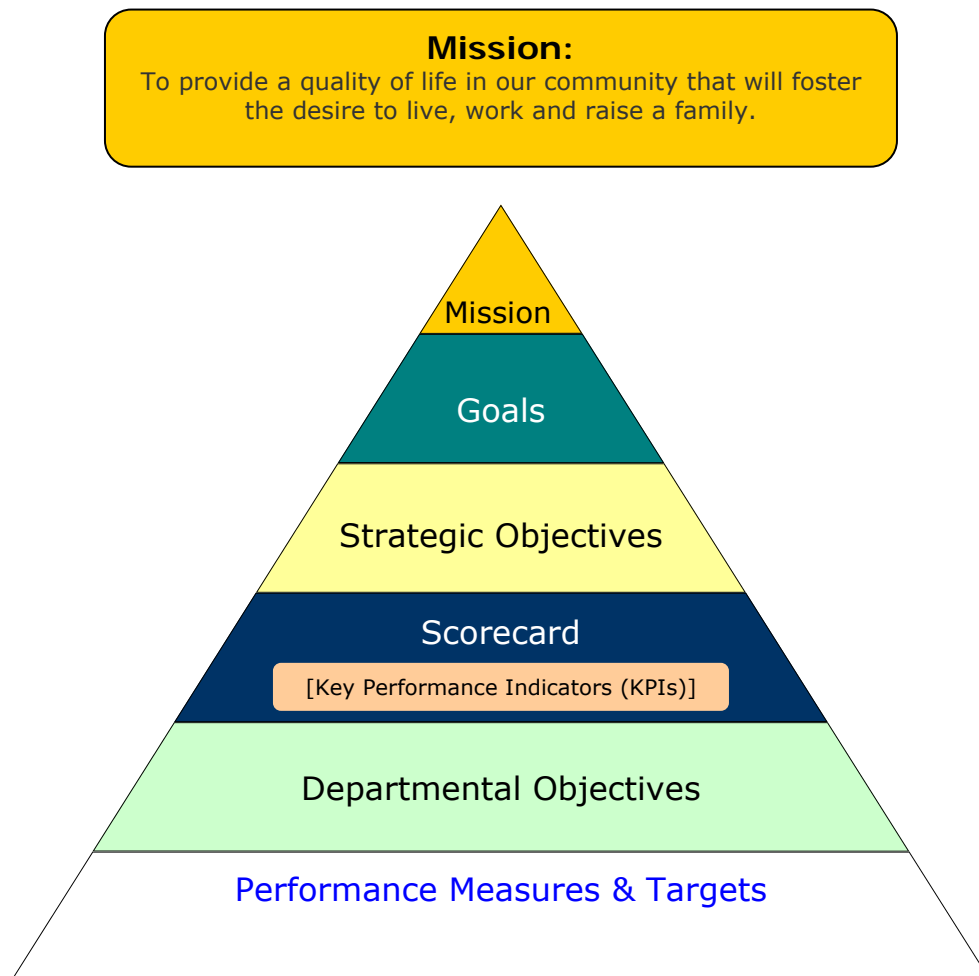 Mission:
To provide a quality of life in our community that will foster
the desire to live, work and raise a family.
Mission
Goals
Strategic Objectives
Scorecard
[Key Performance Indicators (KPIs)]
Departmental Objectives
Performance Measures & Targets